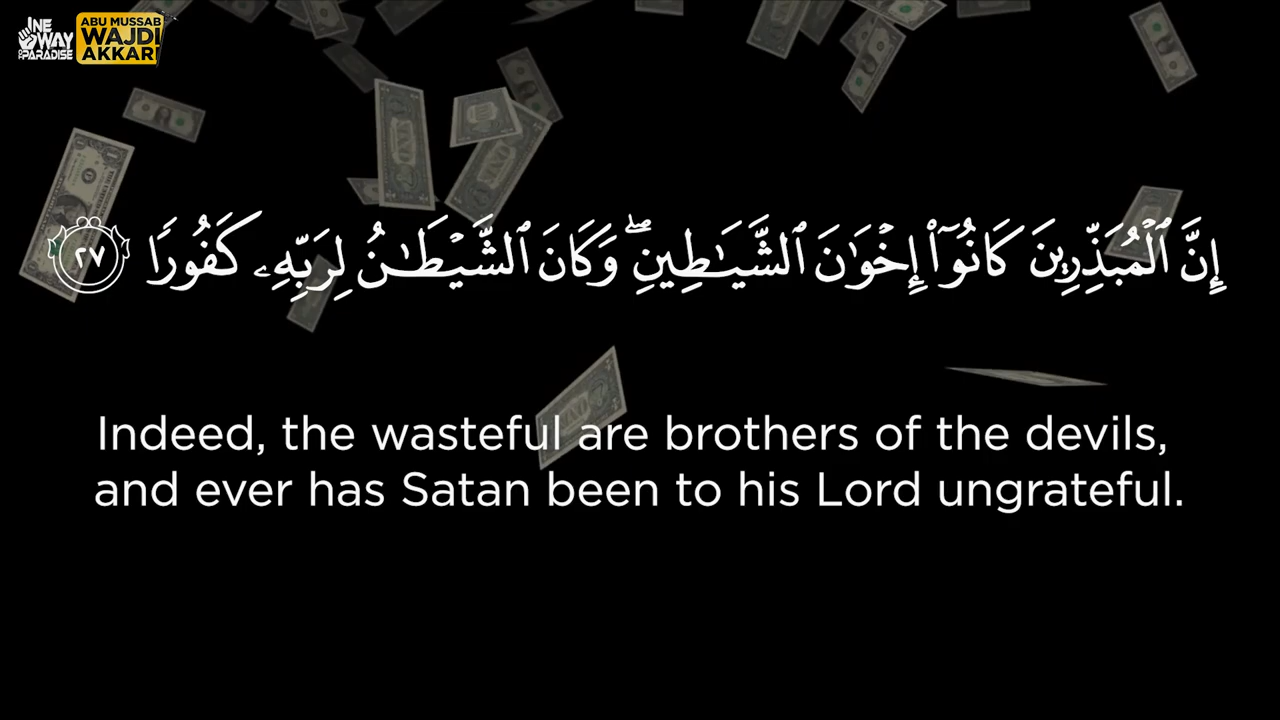 ONE WAY TO PARADISE
ABU MUSSAB
WAJDI
AKKARI
إِنَّ ٱلْمُبَذِّرِينَ كَانُوٓا۟ إِخْوَٰنَ ٱلشَّيَـٰطِينِ ۖ وَكَانَ ٱلشَّيْطَـٰنُ لِرَبِّهِۦ كَفُورًا ٢٧
Indeed, the wasteful are brothers of the devils,
and ever has Satan been to his Lord ungrateful.